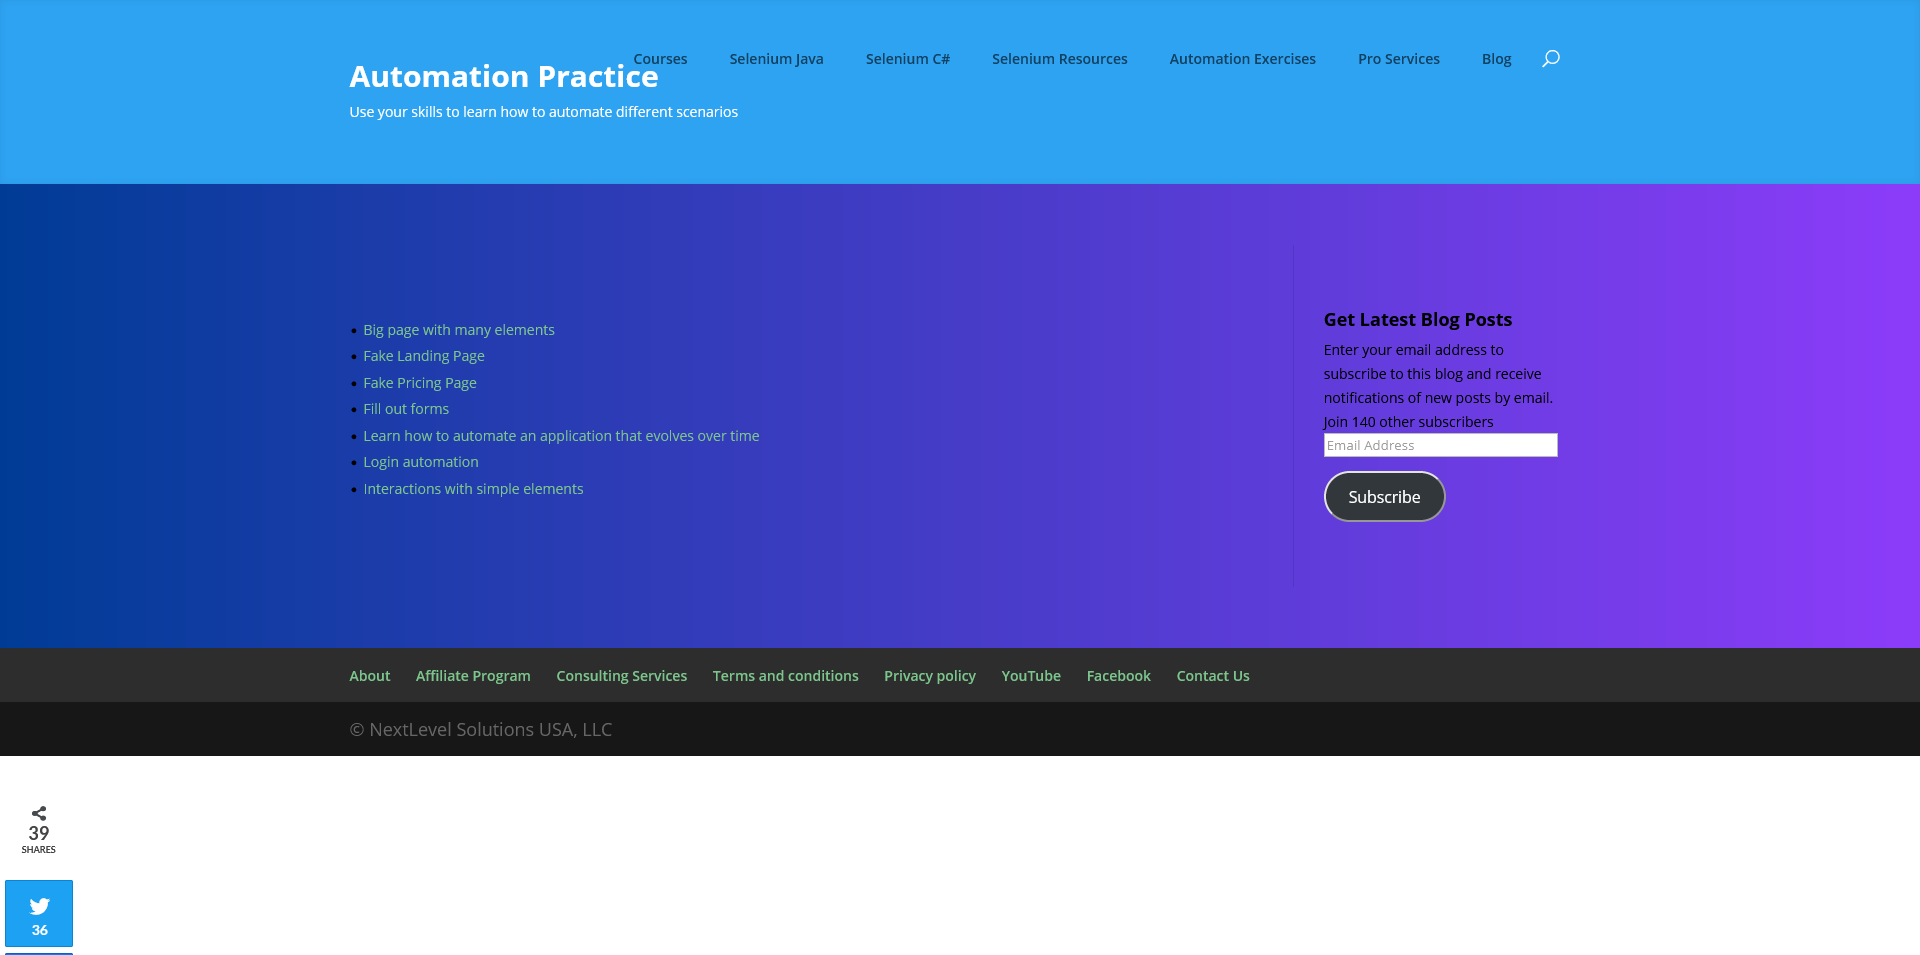 Courses Selenium Java Selenium C# Selenium Resources Automation Exercises Pro Services Blog
Automation Practice
Use your skills to learn how to automate different scenarios
Big page with many elements
Fake Landing Page
Fake Pricing Page
Fill out forms
Learn how to automate an application that evolves over time
Login automation
Interactions with simple elements
Get Latest Blog Posts
Enter your email address to
subscribe to this blog and receive
notifications of new posts by email.
Join 140 other subscribers
Email Address
Subscribe
About Affiliate Program Consulting Services Terms and conditions Privacy policy YouTube Facebook Contact Us
© NextLevel Solutions USA, LLC
39
SHARES
36